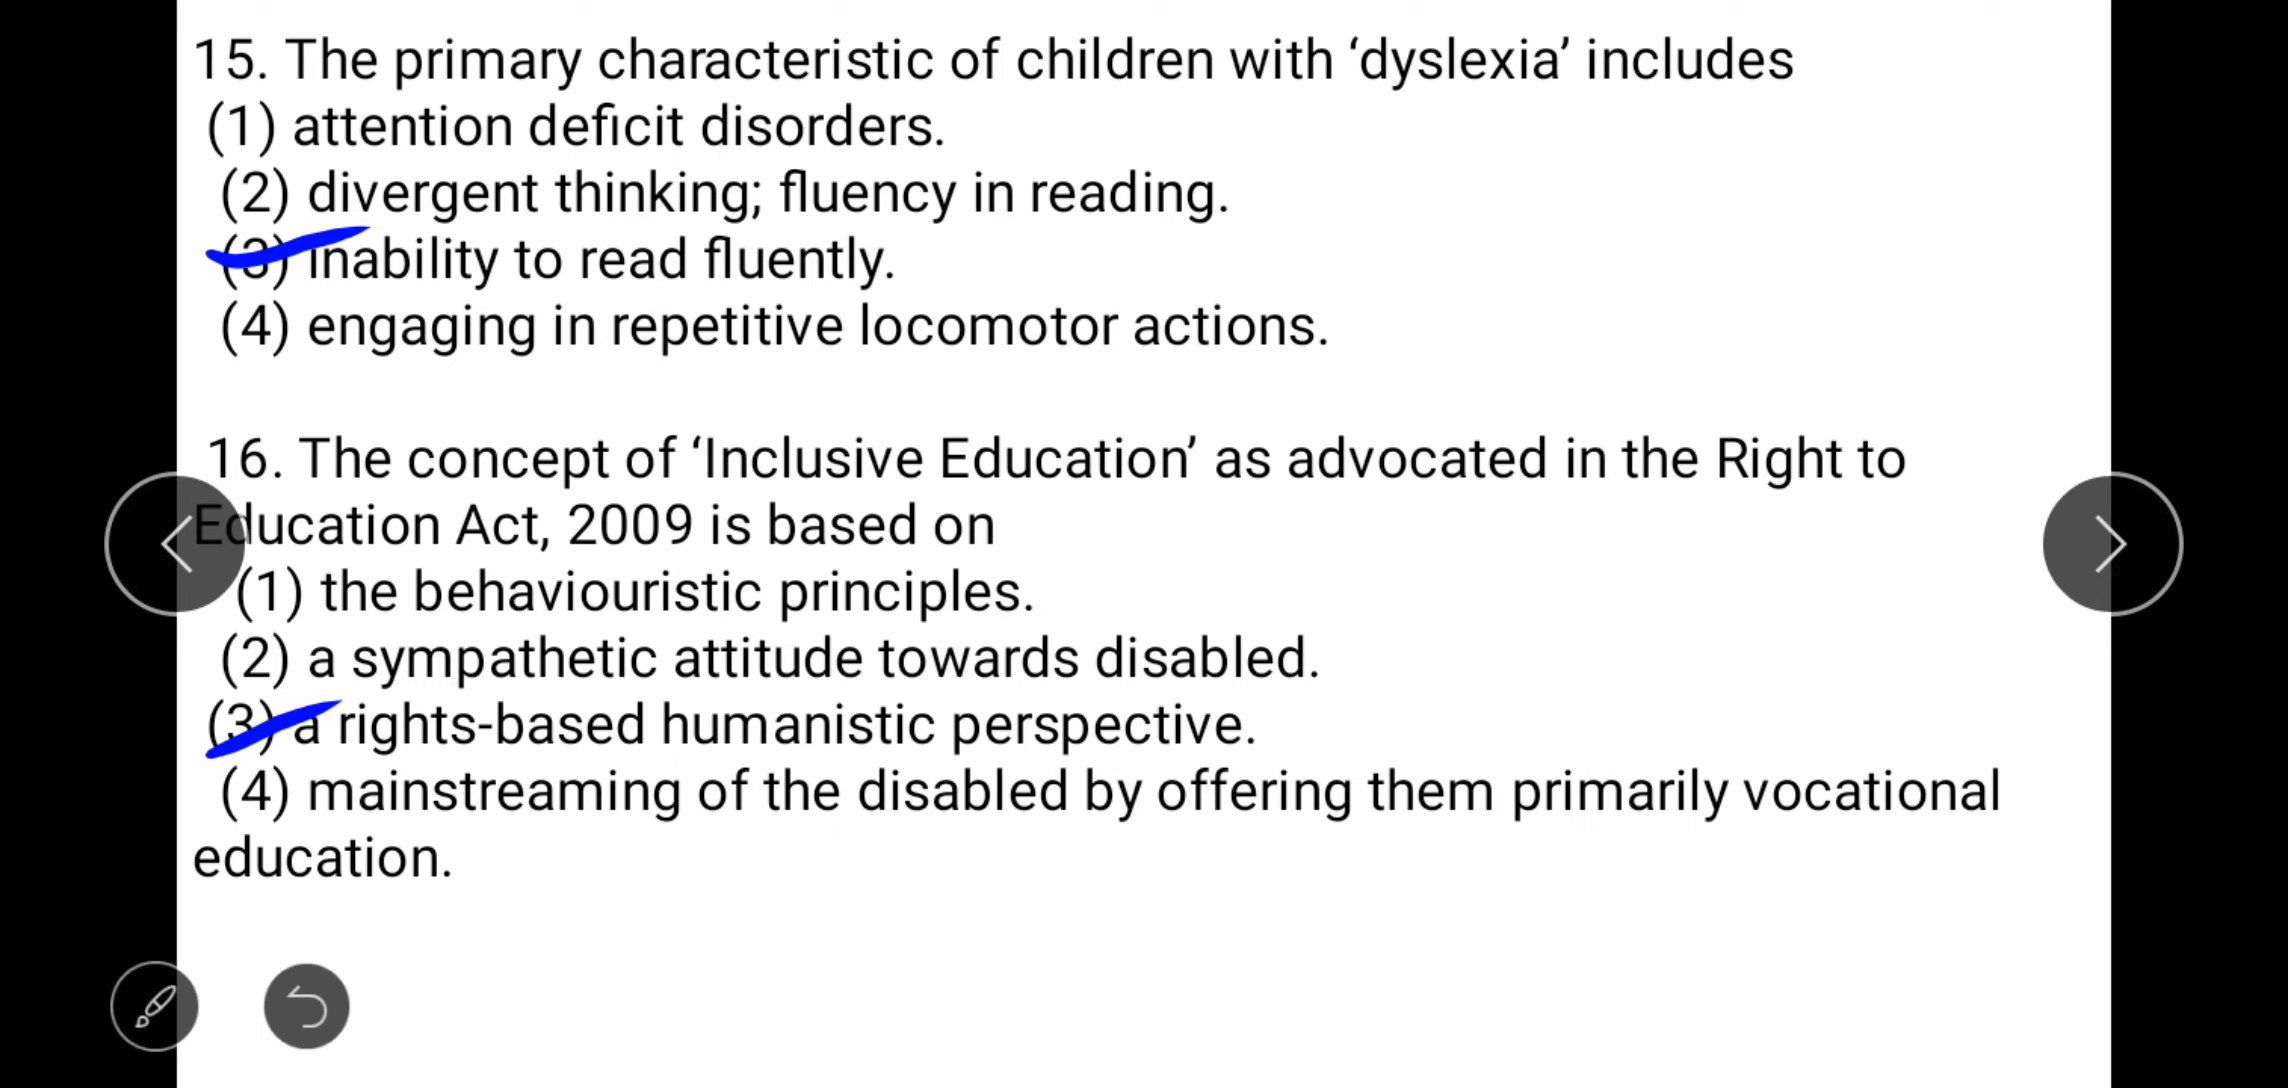 15. The primary characteristic of children with ‘dyslexia’ includes
(1) attention deficit disorders.
(2) divergent thinking; fluency in reading.
(3) inability to read fluently.
(4) engaging in repetitive locomotor actions.
16. The concept of ‘Inclusive Education’ as advocated in the Right to
Education Act, 2009 is based on
(1) the behaviouristic principles.
(2) a sympathetic attitude towards disabled.
(3) a rights-based humanistic perspective.
(4) mainstreaming of the disabled by offering them primarily vocational
education.